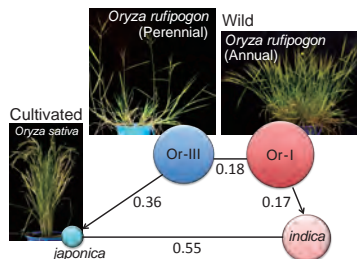 Wild
Oryza rufipogon
(Perennial)
Oryza rufipogon
(Annual)
Cultivated
Oryza sativa
Or-III
Or-I
0.18
0.36
0.17
indica
0.55
japonica